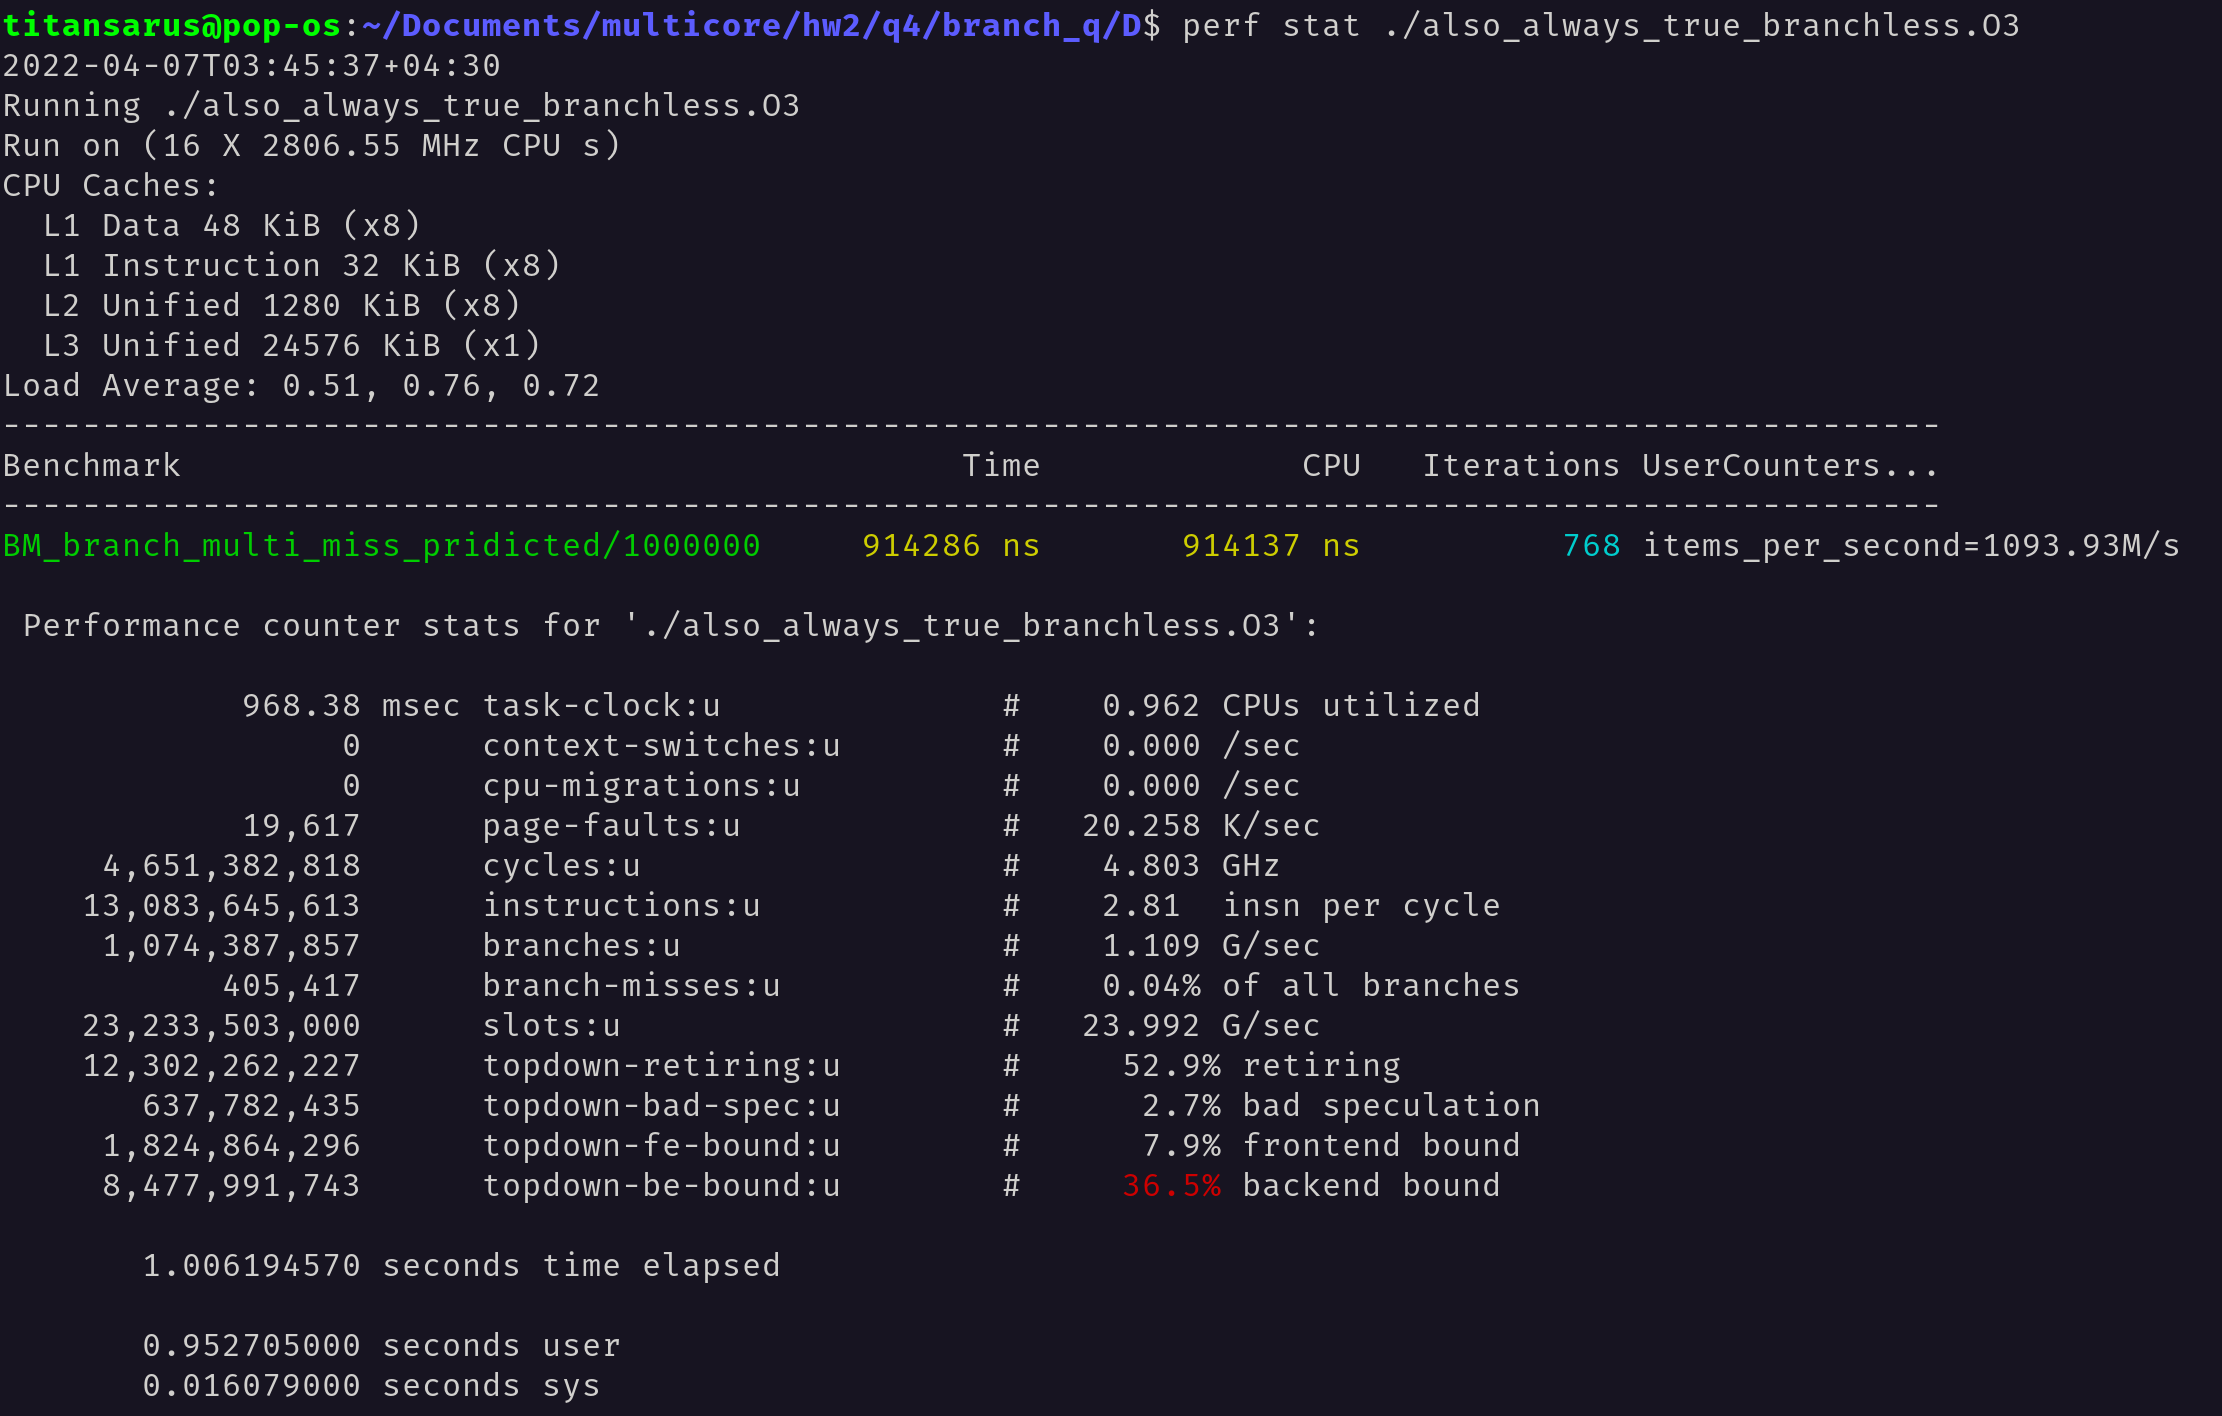 titansarus@pop-os:~/Documents/multicore/hw2/q4/branch_q/D$ perf stat ./also_always_true_branchless.O3
2022-04-07T03:45:37+04:30
Running ./also_always_true_branchless.O3
Run on (16 X 2806.55 MHz CPU s)
CPU Caches:
  L1 Data 48 KiB (x8)
  L1 Instruction 32 KiB (x8)
  L2 Unified 1280 KiB (x8)
  L3 Unified 24576 KiB (x1)
Load Average: 0.51, 0.76, 0.72
-------------------------------------------------------------------------------------------------
Benchmark                                       Time             CPU   Iterations UserCounters...
-------------------------------------------------------------------------------------------------
BM_branch_multi_miss_pridicted/1000000     914286 ns       914137 ns          768 items_per_second=1093.93M/s

 Performance counter stats for './also_always_true_branchless.O3':

            968.38 msec task-clock:u              #    0.962 CPUs utilized
                 0      context-switches:u        #    0.000 /sec
                 0      cpu-migrations:u          #    0.000 /sec
            19,617      page-faults:u             #   20.258 K/sec
     4,651,382,818      cycles:u                  #    4.803 GHz
    13,083,645,613      instructions:u            #    2.81  insn per cycle
     1,074,387,857      branches:u                #    1.109 G/sec
           405,417      branch-misses:u           #    0.04% of all branches
    23,233,503,000      slots:u                   #   23.992 G/sec
    12,302,262,227      topdown-retiring:u        #     52.9% retiring
       637,782,435      topdown-bad-spec:u        #      2.7% bad speculation
     1,824,864,296      topdown-fe-bound:u        #      7.9% frontend bound
     8,477,991,743      topdown-be-bound:u        #     36.5% backend bound

       1.006194570 seconds time elapsed

       0.952705000 seconds user
       0.016079000 seconds sys